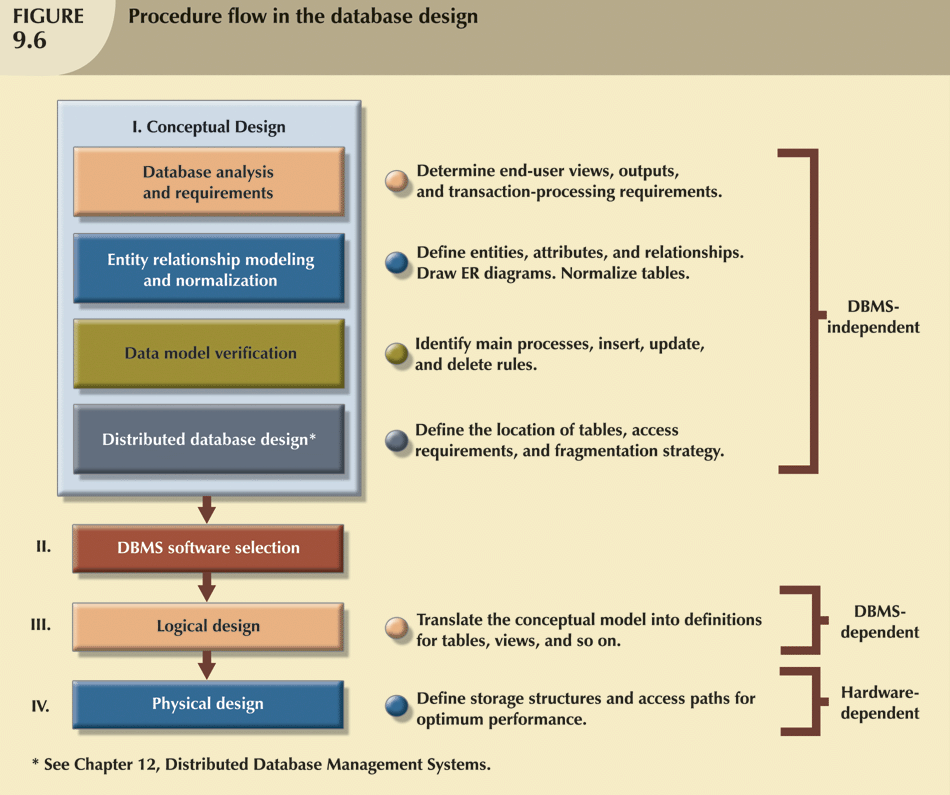 FIGURE
9.6
Procedure flow in the database design
I. Conceptual Design
Database analysis
and requirements
Determine end-user views, outputs,
and transaction-processing requirements.
Entity relationship modeling
and normalization
Define entities, attributes, and relationships.
Draw ER diagrams. Normalize tables.
Data model verification
Identify main processes, insert, update,
and delete rules.
Distributed database design*
Define the location of tables, access
requirements, and fragmentation strategy.
DBMS-
independent
II.
DBMS software selection
III.
Logical design
Translate the conceptual model into definitions
for tables, views, and so on.
DBMS-
dependent
IV.
Physical design
Define storage structures and access paths for
optimum performance.
Hardware-
dependent
* See Chapter 12, Distributed Database Management Systems.